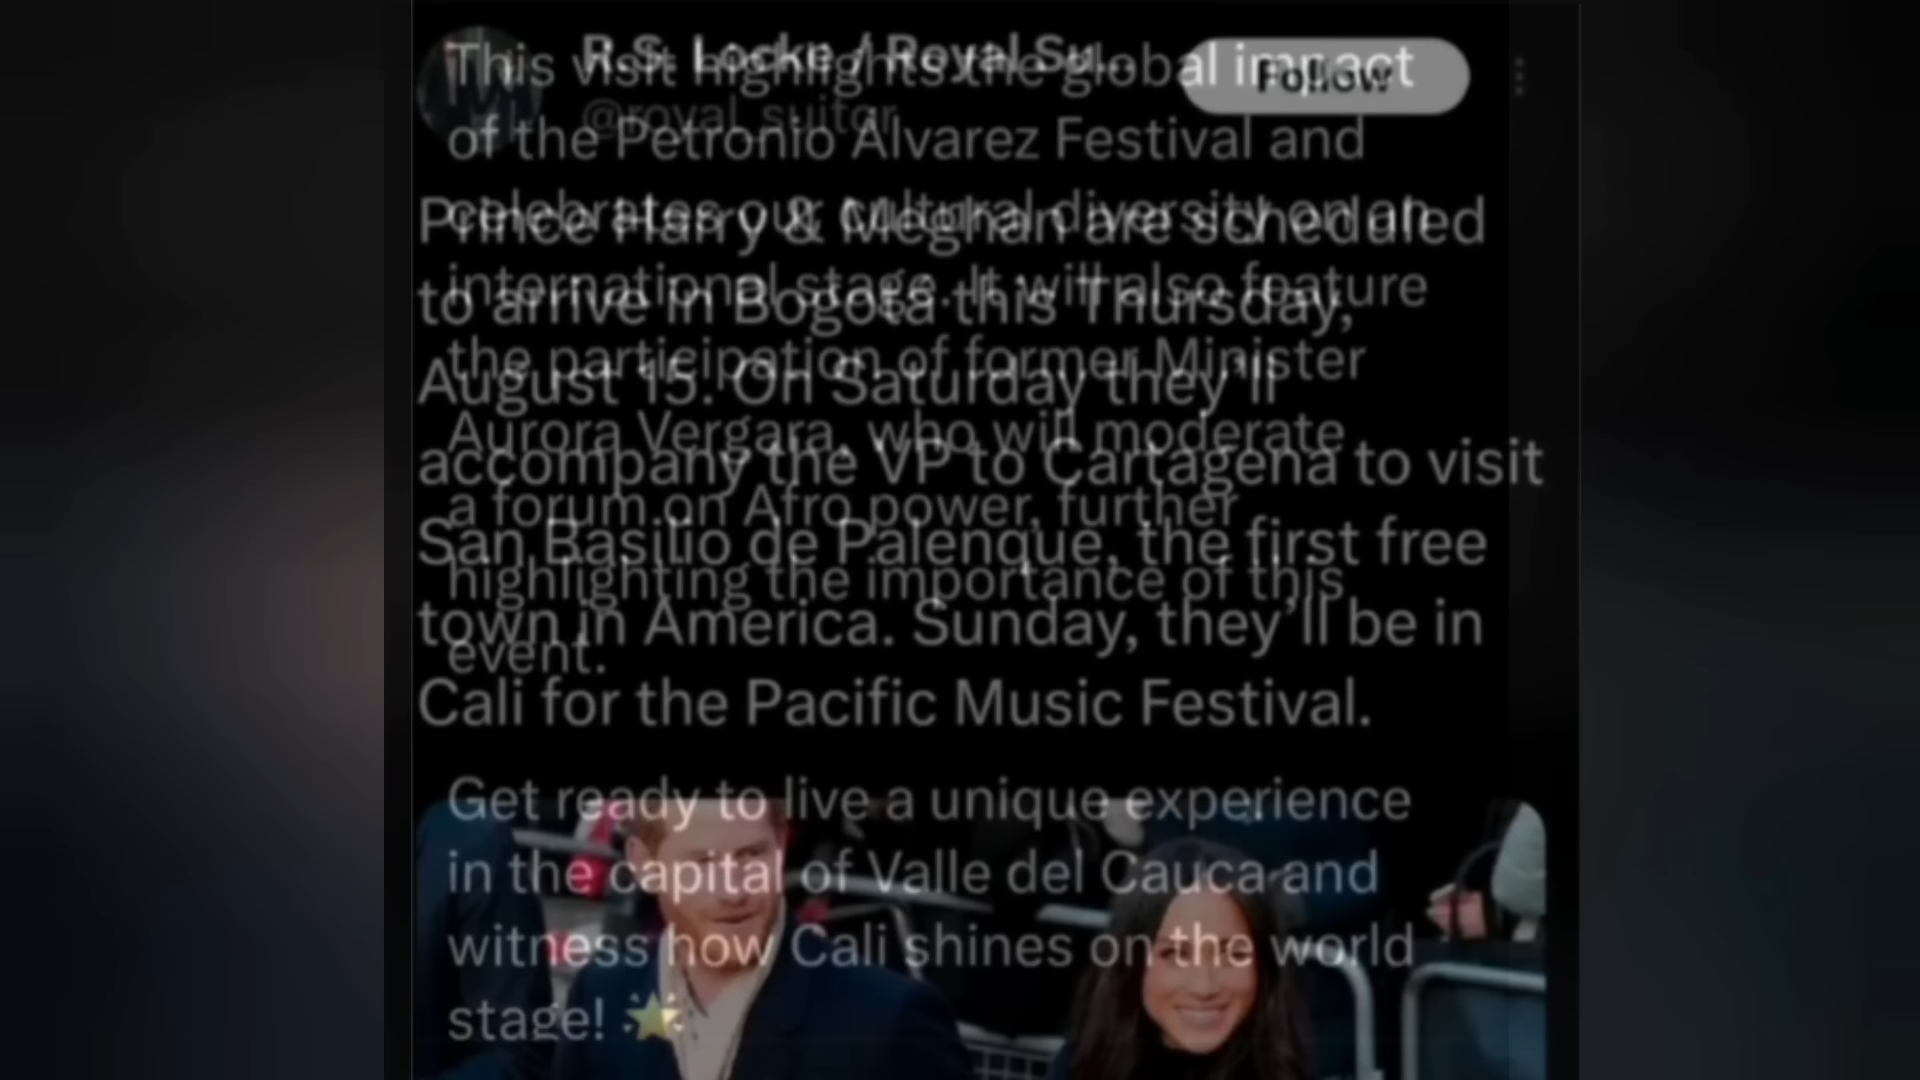 R.S. Locke / Royal Su...
@royal_suitor
Follow
Prince Harry & Meghan are scheduled
to arrive in Bogotá this Thursday,
August 15. On Saturday they'll
accompany the VP to Cartagena to visit
San Basilio de Palenque, the first free
town in America. Sunday, they'll be in
Cali for the Pacific Music Festival.
This visit highlights the global impact
of the Petronio Álvarez Festival and
celebrates our cultural diversity on an
international stage. It will also feature
the participation of former Minister
Aurora Vergara, who will moderate
a forum on Afro power, further
highlighting the importance of this
event.
Get ready to live a unique experience
in the capital of Valle del Cauca and
witness how Cali shines on the world
stage! 🌟